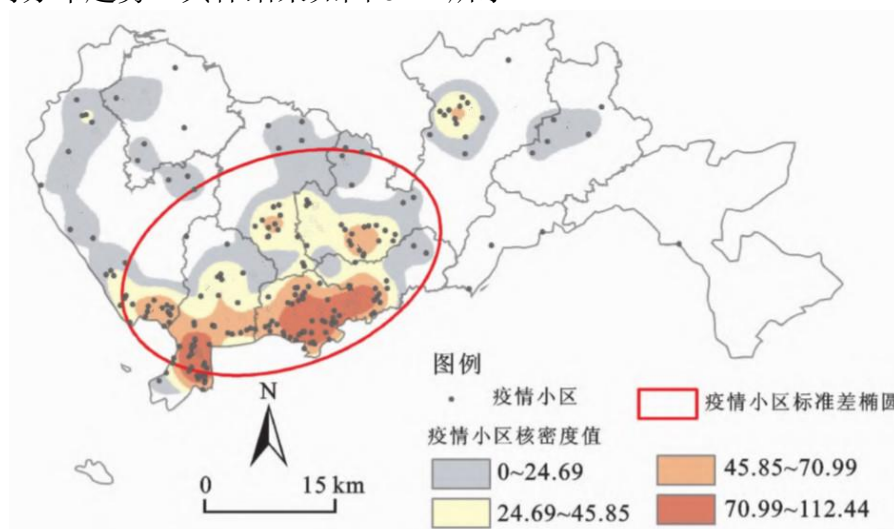 N
0 15 km
图例
疫情小区
疫情小区标准差椭圆
疫情小区核密度值
0~24.69
45.85~70.99
24.69~45.85
70.99~112.44